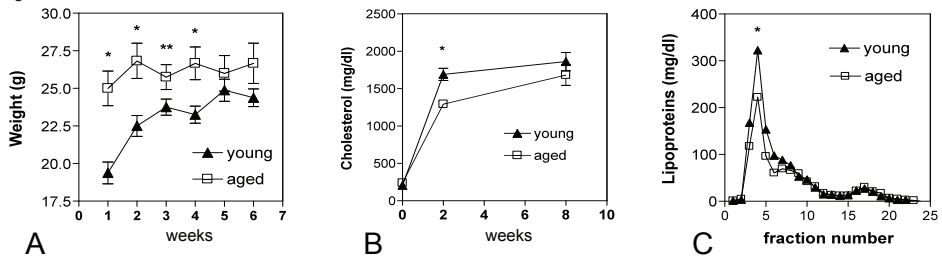 30.0
27.5
25.0
22.5
20.0
17.5
Weight (g)
*
*
**
*
young
aged
0
1
2
3
4
5
6
7
weeks
A
2500
2000
1500
1000
500
0
Cholesterol (mg/dl)
*
young
aged
0
2
4
6
8
10
weeks
B
400
300
200
100
0
Lipoproteins (mg/dl)
*
young
aged
0
5
10
15
20
25
fraction number
C